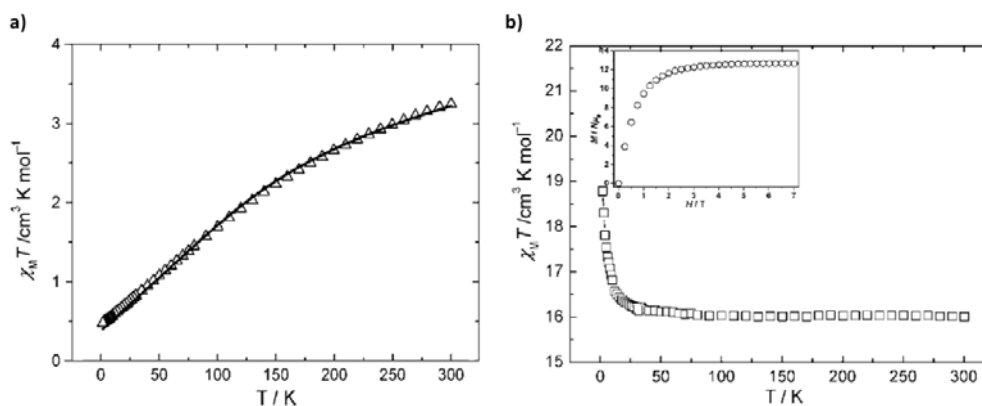 a)
4
3
2
1
0
χMT /cm³ K mol⁻¹
0 50 100 150 200 250 300
T / K
b)
22
21
20
19
18
17
16
15
χMT /cm³ K mol⁻¹
0 50 100 150 200 250 300
T / K
14
12
10
8
6
4
2
0
M / NμB
0 1 2 3 4 5 6 7
H / T